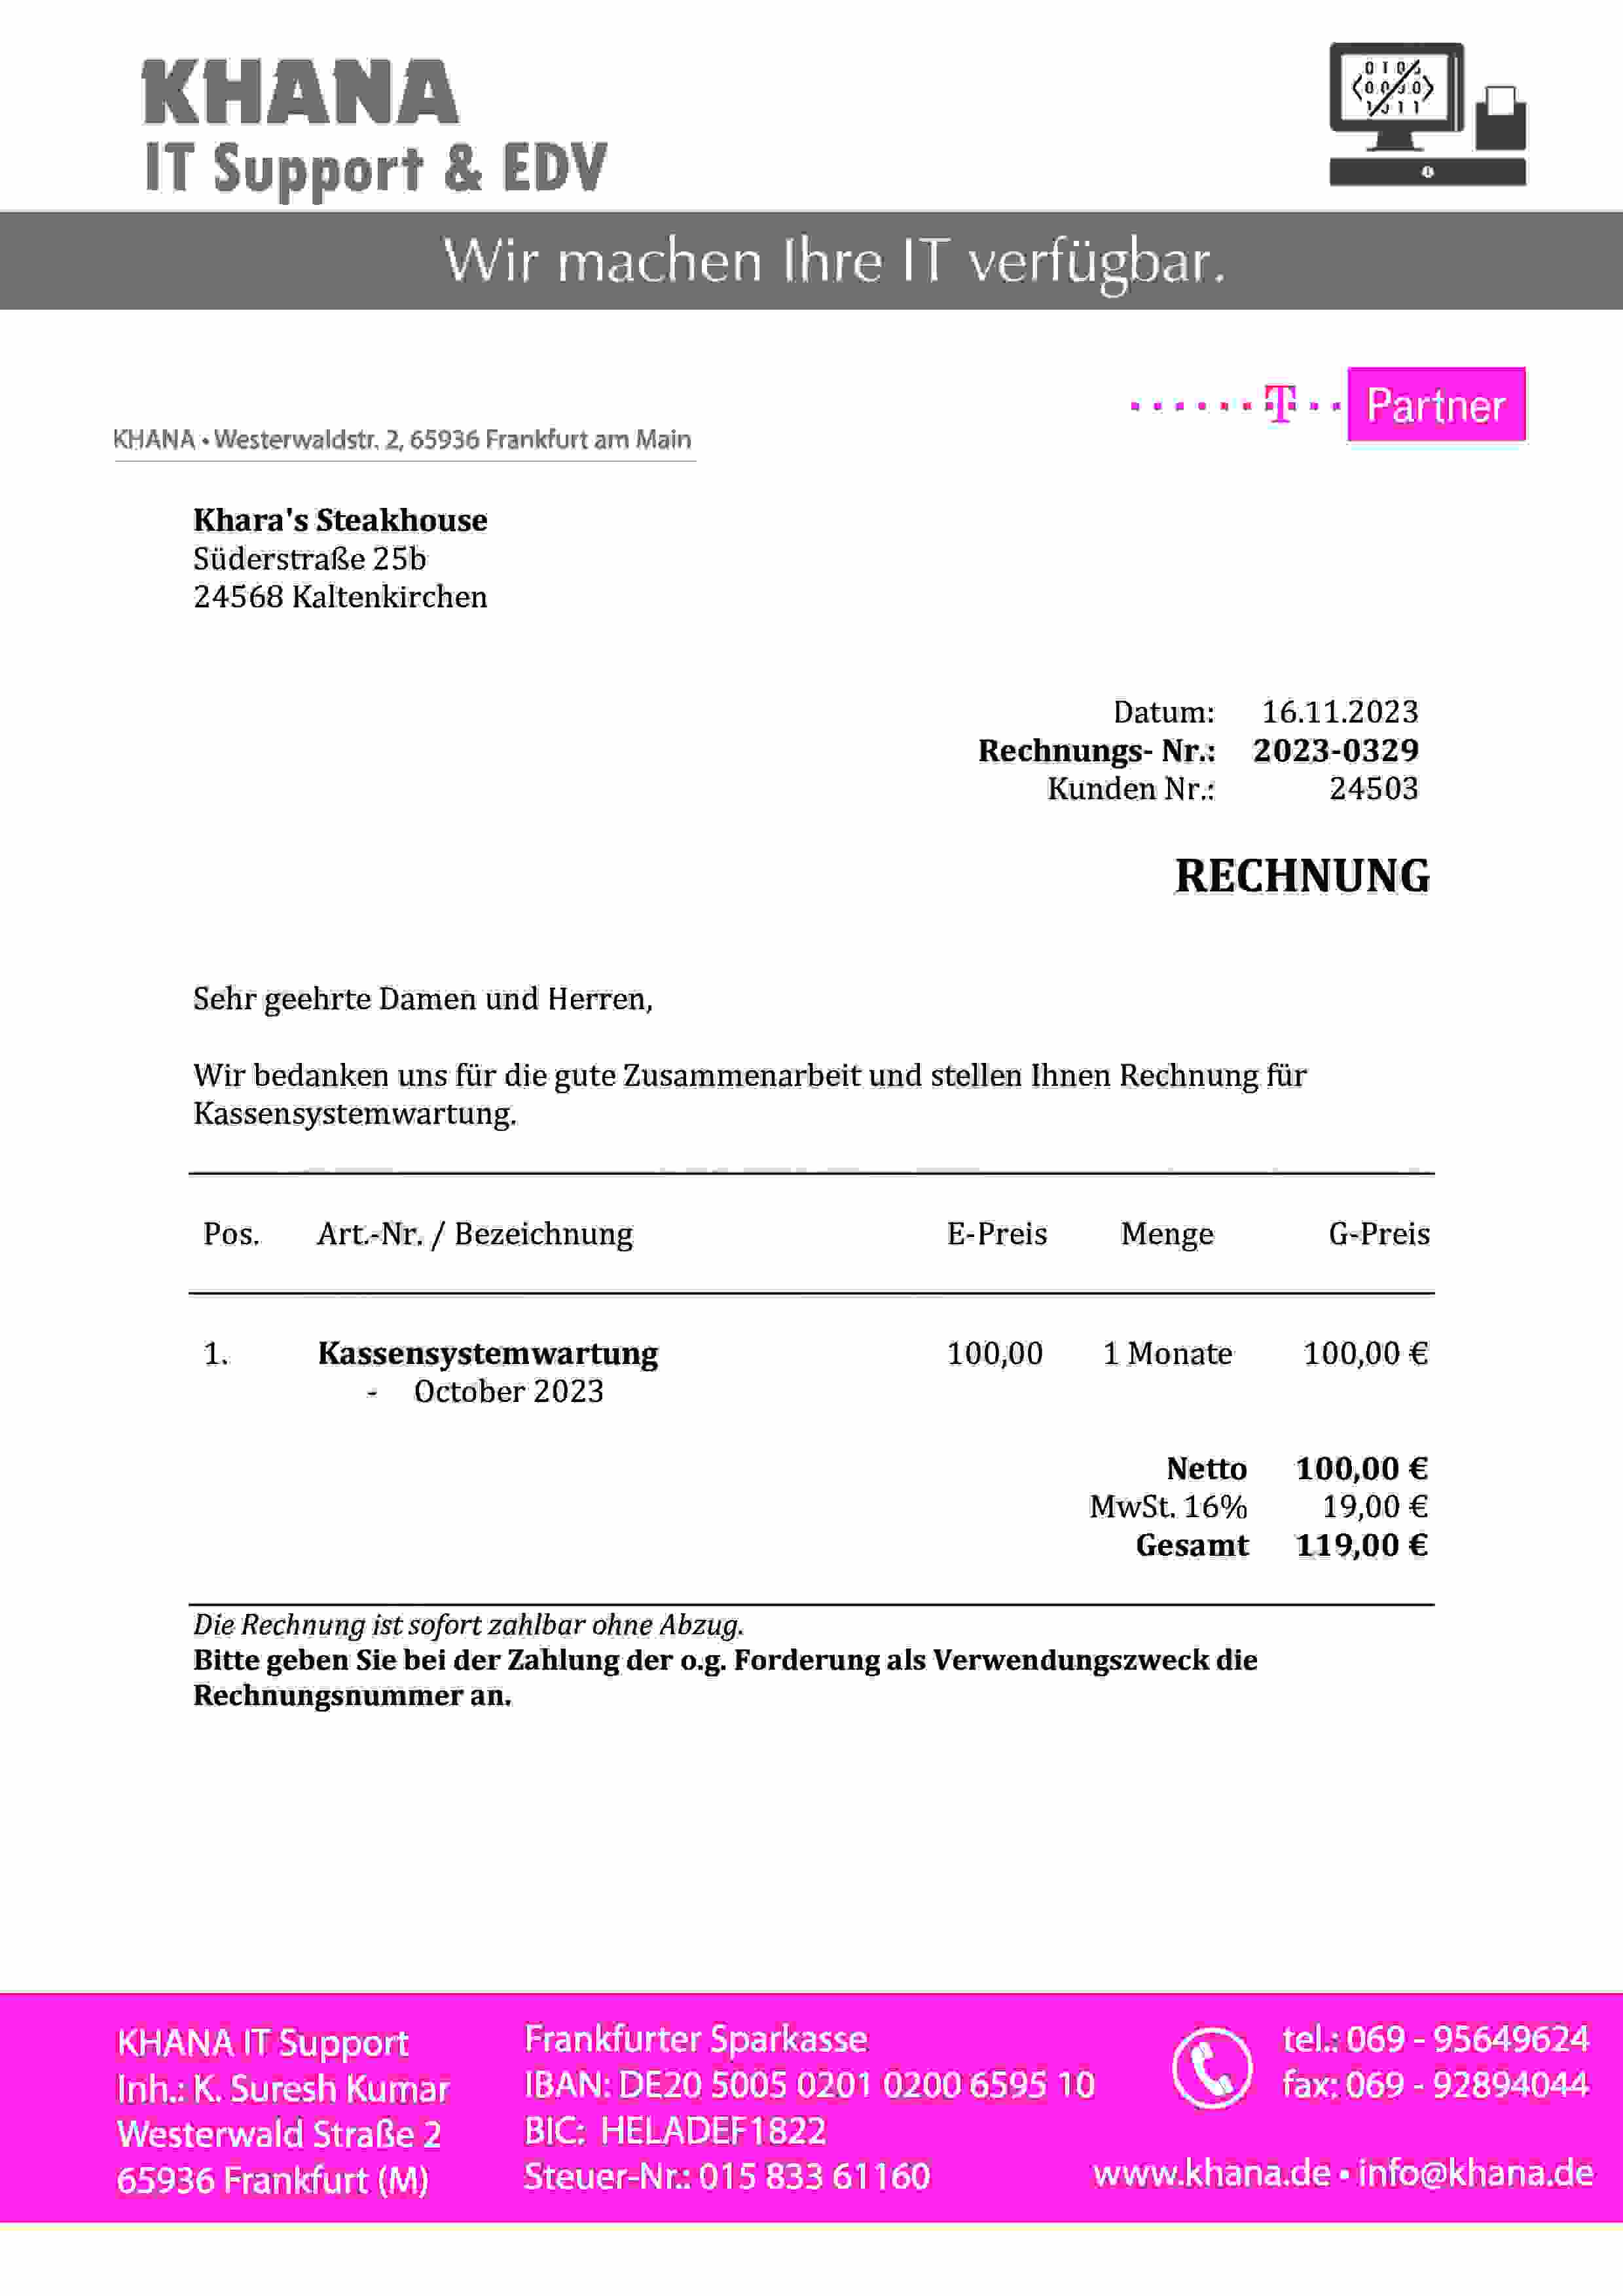 KHANA
IT Support & EDV
Wir machen Ihre IT verfügbar.
T Partner
KHANA • Westerwaldstr. 2, 65936 Frankfurt am Main
Khara's Steakhouse
Süderstraße 25b
24568 Kaltenkirchen
Datum: 16.11.2023
Rechnungs- Nr.: 2023-0329
Kunden Nr.: 24503
RECHNUNG
Sehr geehrte Damen und Herren,
Wir bedanken uns für die gute Zusammenarbeit und stellen Ihnen Rechnung für
Kassensystemwartung.
Pos. Art.-Nr. / Bezeichnung E-Preis Menge G-Preis
1. Kassensystemwartung 100,00 1 Monate 100,00 €
- October 2023
Netto 100,00 €
MwSt. 16% 19,00 €
Gesamt 119,00 €
Die Rechnung ist sofort zahlbar ohne Abzug.
Bitte geben Sie bei der Zahlung der o.g. Forderung als Verwendungszweck die
Rechnungsnummer an.
KHANA IT Support
Inh.: K. Suresh Kumar
Westerwald Straße 2
65936 Frankfurt (M)
Frankfurter Sparkasse
IBAN: DE20 5005 0201 0200 6595 10
BIC: HELADEF1822
Steuer-Nr.: 015 833 61160
tel.: 069 - 95649624
fax: 069 - 92894044
www.khana.de • info@khana.de